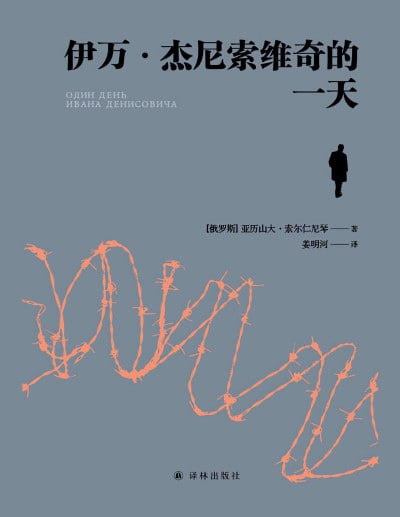 伊万·杰尼索维奇的
一天
ОДИН ДЕНЬ
ИВАНА ДЕНИСОВИЧА
[俄罗斯] 亚历山大·索尔仁尼琴——著
姜明河——译
译林出版社